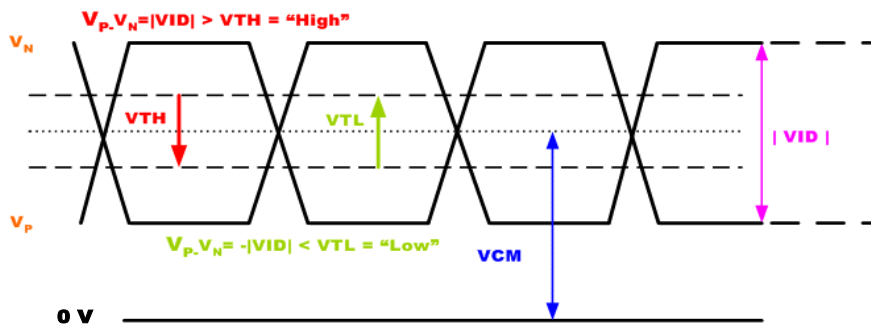 VP-VN=|VID| > VTH = “High”
VN
VTH
VTL
| VID |
VP
VP-VN= -|VID| < VTL = “Low”
VCM
0 V